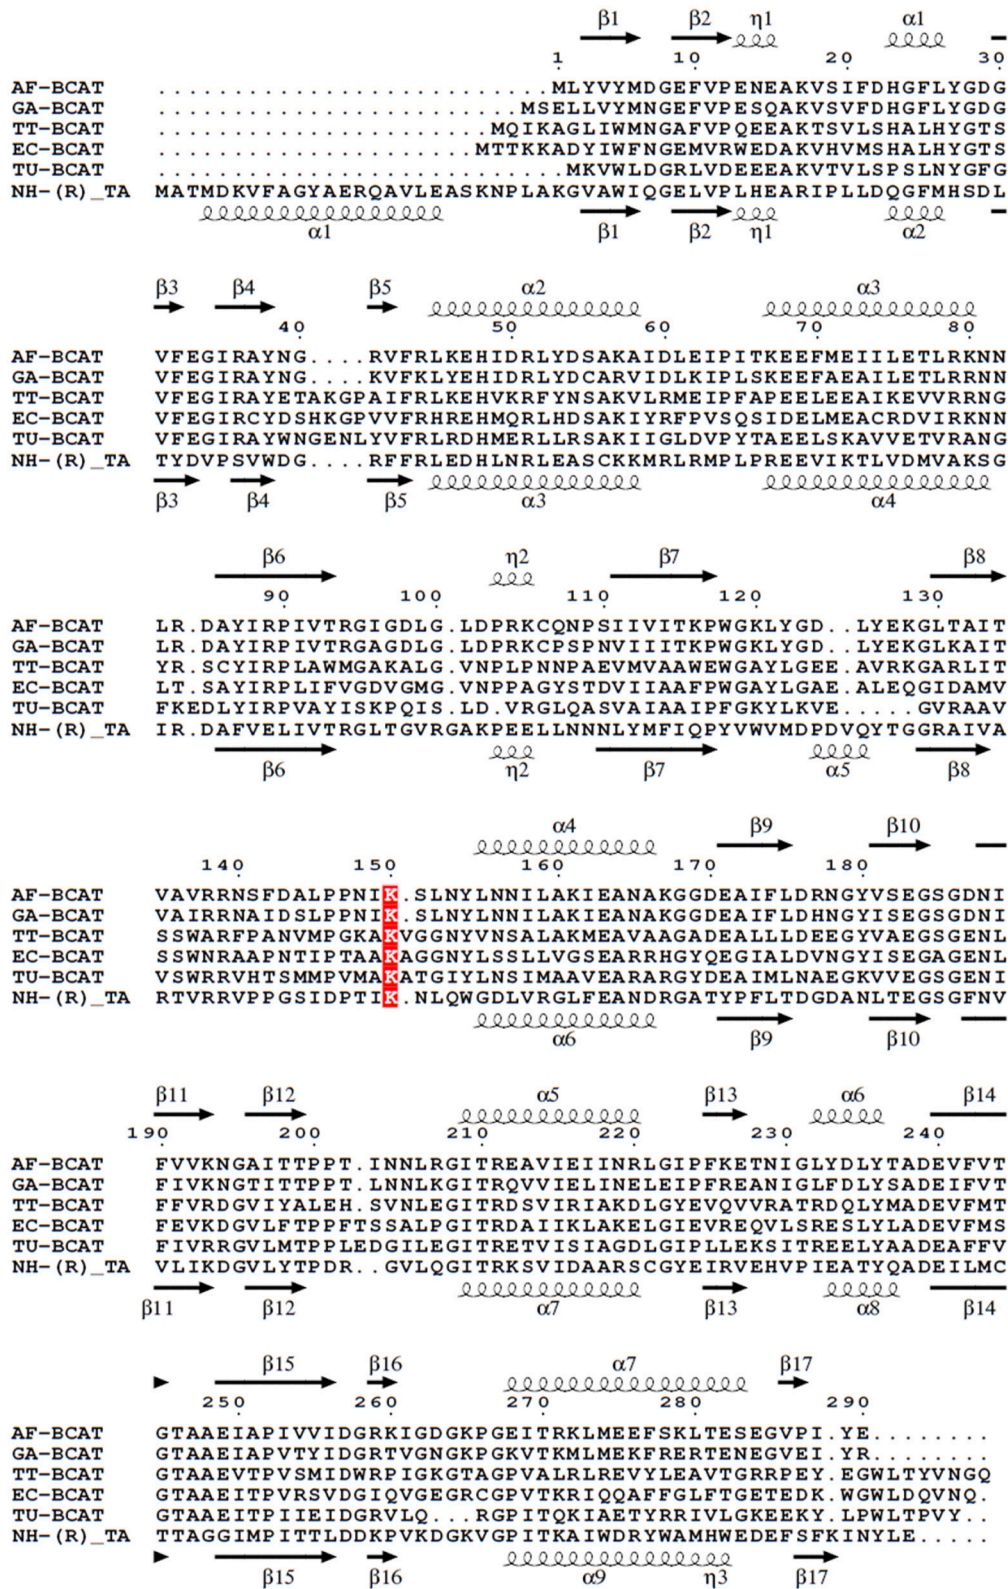 β1 β2 η1 α1
1 10 20 30
AF-BCAT ..........................MLYVYMDGEFVPENEAKVSIFDHGFLYGDG
GA-BCAT ........................MSELLVYMNGEFVPESQAKVSVFDHGFLYGDG
TT-BCAT ......................MQIKAGLIWMNGAFVPQEEAKTSVLSHALHYGTS
EC-BCAT .....................MTTKKADYIWFNGEMVRWEDAKVHVMSHALHYGTS
TU-BCAT ...........................MKVWLDGRLVDEEEAKVTVLSPSLNYGFG
NH-(R)_TA MATMDKVFAGYAERQAVLEASKNPLAKGVAWIQGELVPLHEARIPLLDQGFMHSDL
α1 β1 β2 η1 α2
β3 β4 β5 α2 α3
40 50 60 70 80
AF-BCAT VFEGIRAYNG....RVFRLKEHIDRLYDSAKAIDLEIPITKEEFMEIILETLRKNN
GA-BCAT VFEGIRAYNG....KVFKLYEHIDRLYDCARVIDLKIPLSKEEFAEAILETLRRNN
TT-BCAT VFEGIRAYETAKGPAIFRLKEHVKRFYNSAKVLRMEIPFAPEELEEAIKEVVRRNG
EC-BCAT VFEGIRCYDSHKGPVVFRHREHMQRLHDSAKIYRFPVSQSIDELMEACRDVIRKNN
TU-BCAT VFEGIRAYWNGENLYVFRLRDHMERLLRSAKIIGLDVPYTAEELSKAVVETVRANG
NH-(R)_TA TYDVPSVWDG....RFFRLEDHLNRLEASCKKMRLRMPLPREEVIKTLVDMVAKSG
β3 β4 β5 α3 α4
β6 η2 β7 β8
90 100 110 120 130
AF-BCAT LR.DAYIRPIVTRGIGDLG.LDPRKCQNPSIIVITKPWGKLYGD..LYEKGLTAIT
GA-BCAT LR.DAYIRPIVTRGAGDLG.LDPRKCPSPNVIIITKPWGKLYGD..LYEKGLKAIT
TT-BCAT YR.SCYIRPLAWMGAKALG.VNPLPNNPAEVMVAAWEWGAYLGEE.AVRKGARLIT
EC-BCAT LT.SAYIRPLIFVGDVGMG.VNPPAGYSTDVIIAAFPWGAYLGAE.ALEQGIDAMV
TU-BCAT FKEDLYIRPVAYISKPQIS.LD.VRGLQASVAIAAIPFGKYLKVE.....GVRAAV
NH-(R)_TA IR.DAFVELIVTRGLTGVRGAKPEELLNNNLYMFIQPYVWVMDPDVQYTGGRAIVA
β6 η2 β7 α5 β8
α4 β9 β10
140 150 160 170 180
AF-BCAT VAVRRNSFDALPPNIK.SLNYLNNILAKIEANAKGGDEAIFLDRNGYVSEGSGDNI
GA-BCAT VAIRRNAIDSLPPNIK.SLNYLNNILAKIEANAKGGDEAIFLDHNGYISEGSGDNI
TT-BCAT SSWARFPANVMPGKAKVGGNYVNSALAKMEAVAAGADEALLLDEEGYVAEGSGENL
EC-BCAT SSWNRAAPNTIPTAAKAGGNYLSSLLVGSEARRHGYQEGIALDVNGYISEGAGENL
TU-BCAT VSWRRVHTSMMPVMAKATGIYLNSIMAAVEARARGYDEAIMLNAEGKVVEGSGENI
NH-(R)_TA RTVRRVPPGSIDPTIK.NLQWGDLVRGLFEANDRGATYPFLTDGDANLTEGSGFNV
α6 β9 β10
β11 β12 α5 β13 α6 β14
190 200 210 220 230 240
AF-BCAT FVVKNGAITTPPT.INNLRGITREAVIEIINRLGIPFKETNIGLYDLYTADEVFVT
GA-BCAT FIVKNGTITTPPT.LNNLKGITRQVVIELINELEIPFREANIGLFDLYSADEIFVT
TT-BCAT FFVRDGVIYALEH.SVNLEGITRDSVIRIAKDLGYEVQVVRATRDQLYMADEVFMT
EC-BCAT FEVKDGVLFTPPFTSSALPGITRDAIIKLAKELGIEVREQVLSRESLYLADEVFMS
TU-BCAT FIVRRGVLMTPPLEDGILEGITRETVISIAGDLGIPLLEKSITREELYAADEAFFV
NH-(R)_TA VLIKDGVLYTPDR..GVLQGITRKSVIDAARSCGYEIRVEHVPIEATYQADEILMC
β11 β12 α7 β13 α8 β14
β15 β16 α7 β17
250 260 270 280 290
AF-BCAT GTAAEIAPIVVIDGRKIGDGKPGEITRKLMEEFSKLTESEGVPI.YE........
GA-BCAT GTAAEIAPVTYIDGRTVGNGKPGKVTKMLMEKFRERTENEGVEI.YR........
TT-BCAT GTAAEVTPVSMIDWRPIGKGTAGPVALRLREVYLEAVTGRRPEY.EGWLTYVNGQ
EC-BCAT GTAAEITPVRSVDGIQVGEGRCGPVTKRIQQAFFGLFTGETEDK.WGWLDQVNQ.
TU-BCAT GTAAEITPIIEIDGRVLQ...RGPITQKIAETYRRIVLGKEEKY.LPWLTPVY..
NH-(R)_TA TTAGGIMPITTLDDKPVKDGKVGPITKAIWDRYWAMHWEDEFSFKINYLE.....
β15 β16 α9 η3 β17